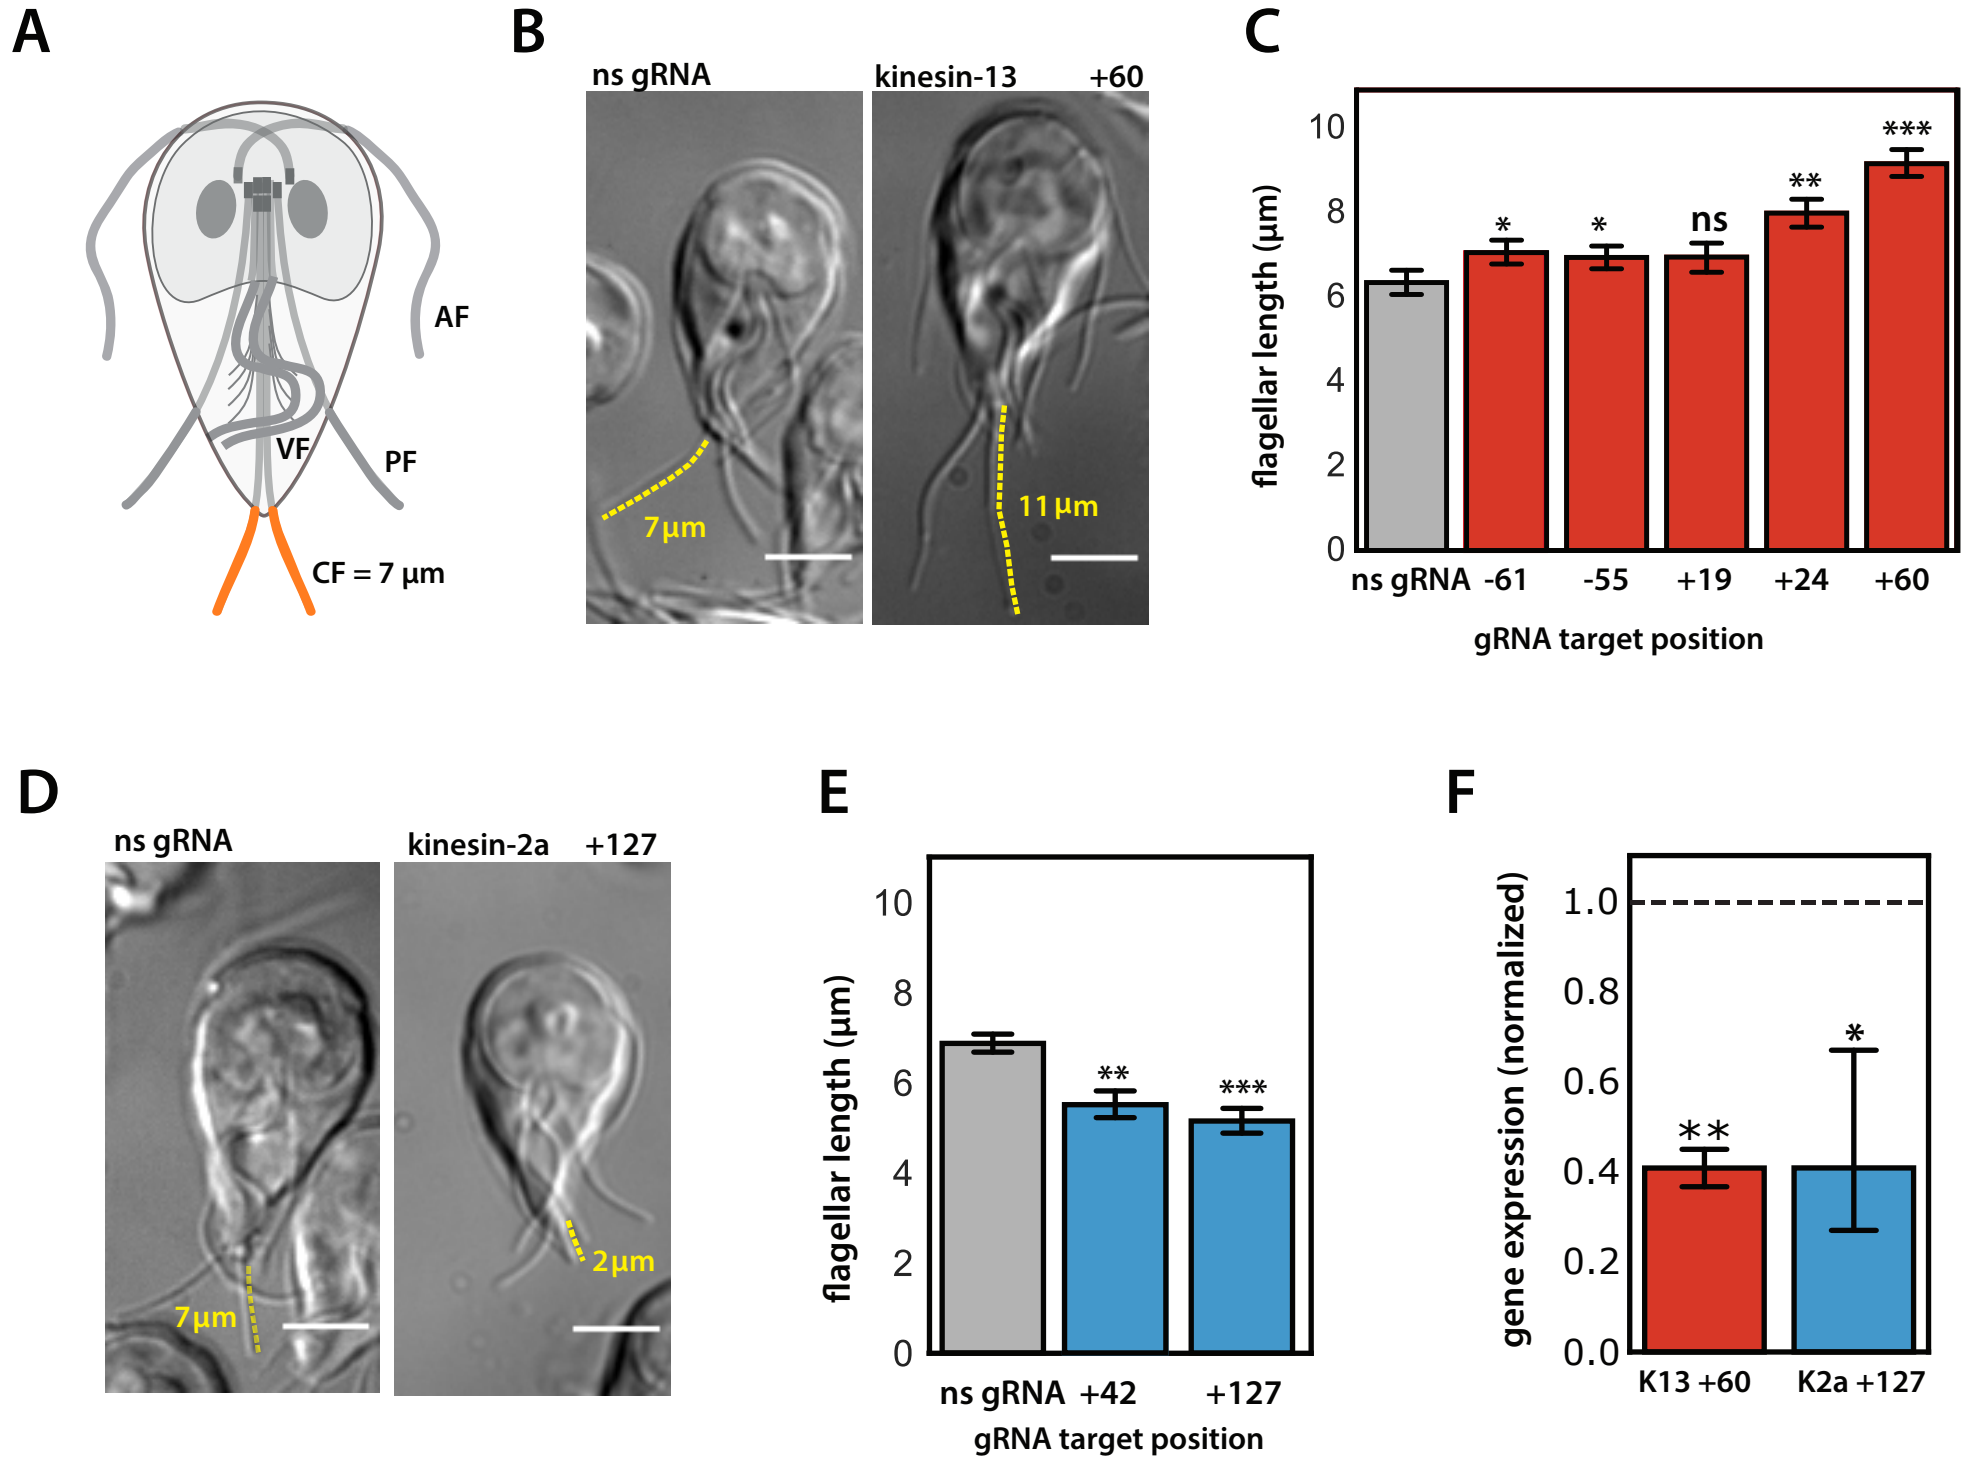 A
AF
VF
PF
CF = 7 µm
B
ns gRNA
kinesin-13 +60
7µm
11µm
C
flagellar length (µm)
10
8
6
4
2
0
*
*
ns
**
***
ns gRNA -61 -55 +19 +24 +60
gRNA target position
D
ns gRNA
kinesin-2a +127
7µm
2µm
E
flagellar length (µm)
10
8
6
4
2
0
**
***
ns gRNA +42 +127
gRNA target position
F
gene expression (normalized)
1.0
0.8
0.6
0.4
0.2
0.0
**
*
K13 +60 K2a +127